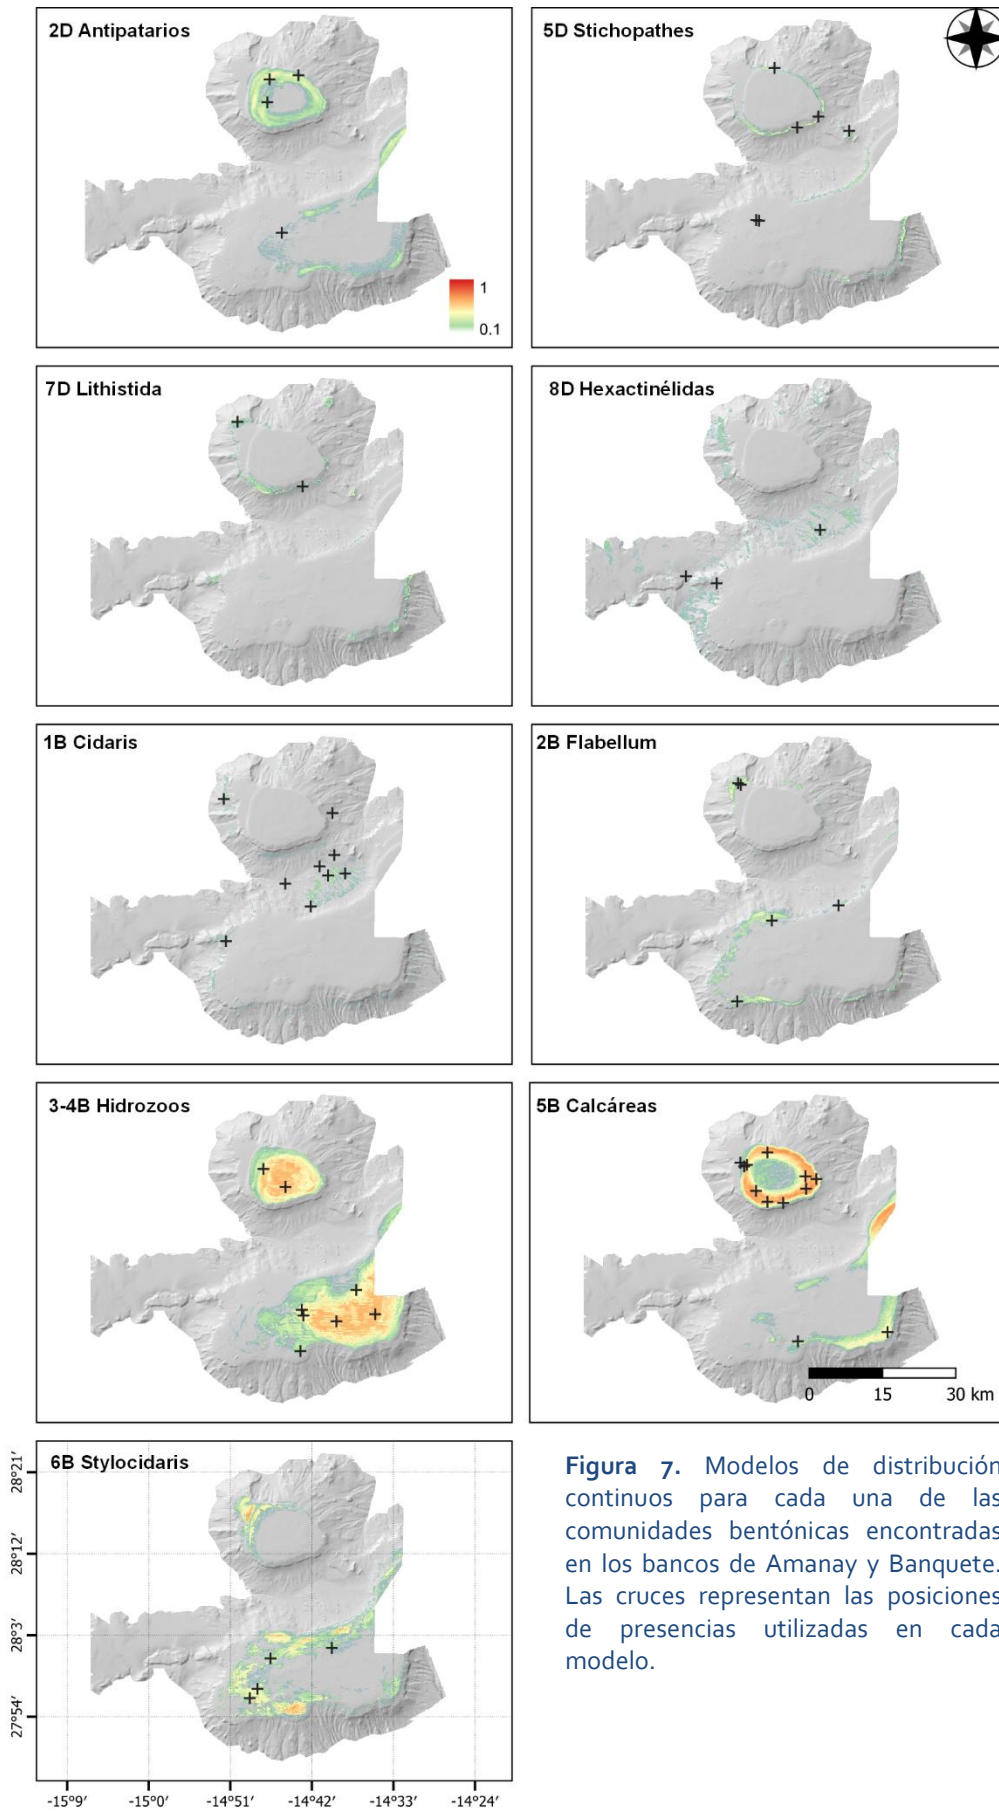 2D Antipatarios
5D Stichopathes
1
0.1
7D Lithistida
8D Hexactinélidas
1B Cidaris
2B Flabellum
3-4B Hidrozoos
5B Calcáreas
0 15 30 km
6B Stylocidaris
28°21′
28°12′
28°3′
27°54′
-15°9′ -15°0′ -14°51′ -14°42′ -14°33′ -14°24′
Figura 7. Modelos de distribución
continuos para cada una de las
comunidades bentónicas encontradas
en los bancos de Amanay y Banquete.
Las cruces representan las posiciones
de presencias utilizadas en cada
modelo.